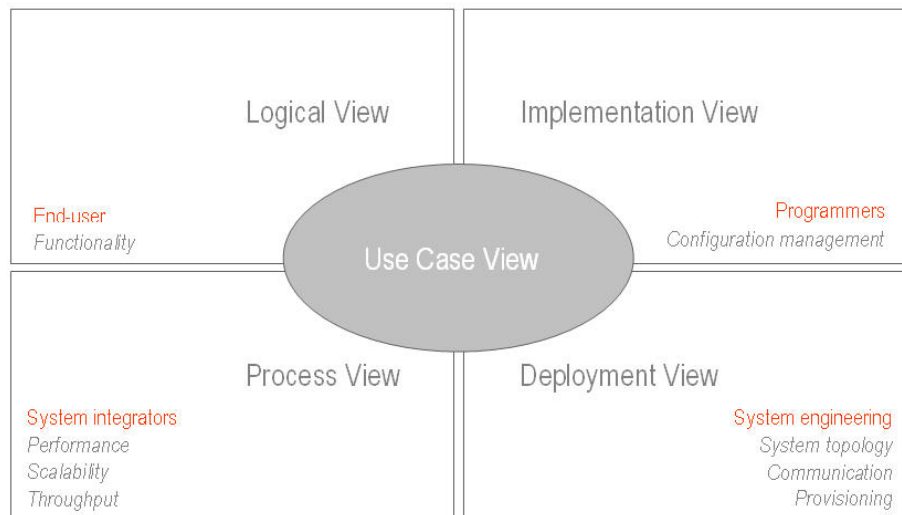 Logical View
Implementation View
End-user
Functionality
Programmers
Configuration management
Use Case View
Process View
Deployment View
System integrators
Performance
Scalability
Throughput
System engineering
System topology
Communication
Provisioning